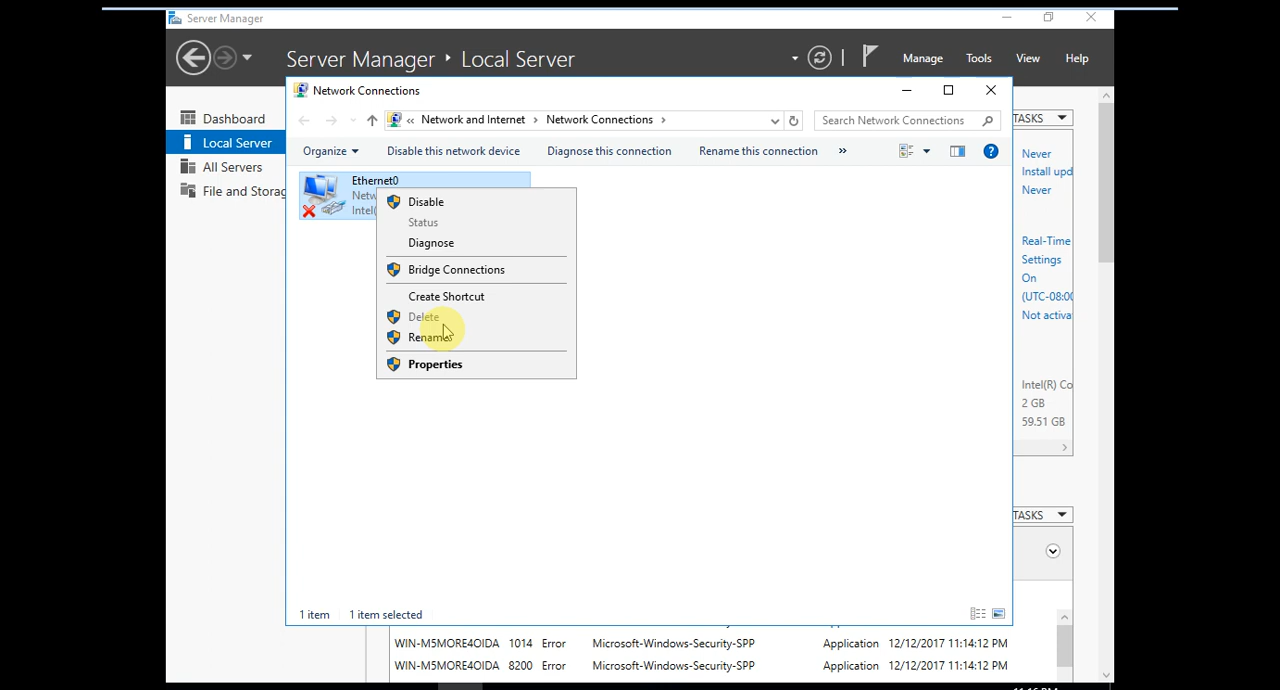 Server Manager
Server Manager ‣ Local Server
Manage Tools View Help
Network Connections
« Network and Internet › Network Connections ›
Search Network Connections
Organize Disable this network device Diagnose this connection Rename this connection »
Dashboard
Local Server
All Servers
File and Storag
Ethernet0
Netw
Intel(
Disable
Status
Diagnose
Bridge Connections
Create Shortcut
Delete
Rename
Properties
TASKS
Never
Install upd
Never
Real-Time
Settings
On
(UTC-08:00
Not activa
Intel(R) Co
2 GB
59.51 GB
TASKS
1 item 1 item selected
WIN-M5MORE4OIDA 1014 Error Microsoft-Windows-Security-SPP Application 12/12/2017 11:14:12 PM
WIN-M5MORE4OIDA 8200 Error Microsoft-Windows-Security-SPP Application 12/12/2017 11:14:12 PM